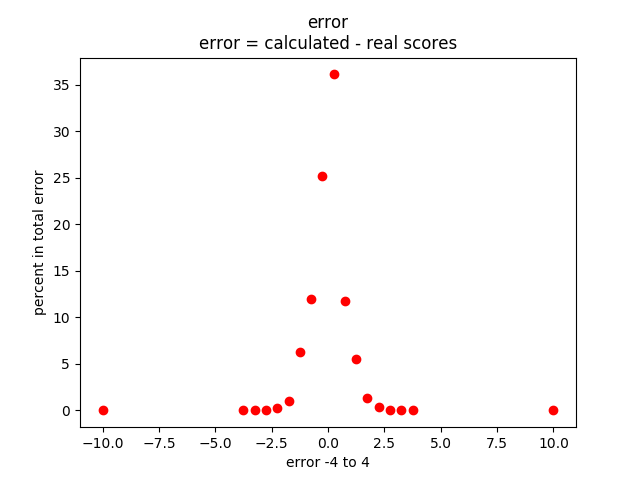 error
error = calculated - real scores
percent in total error
35
30
25
20
15
10
5
0
−10.0 −7.5 −5.0 −2.5 0.0 2.5 5.0 7.5 10.0
error -4 to 4